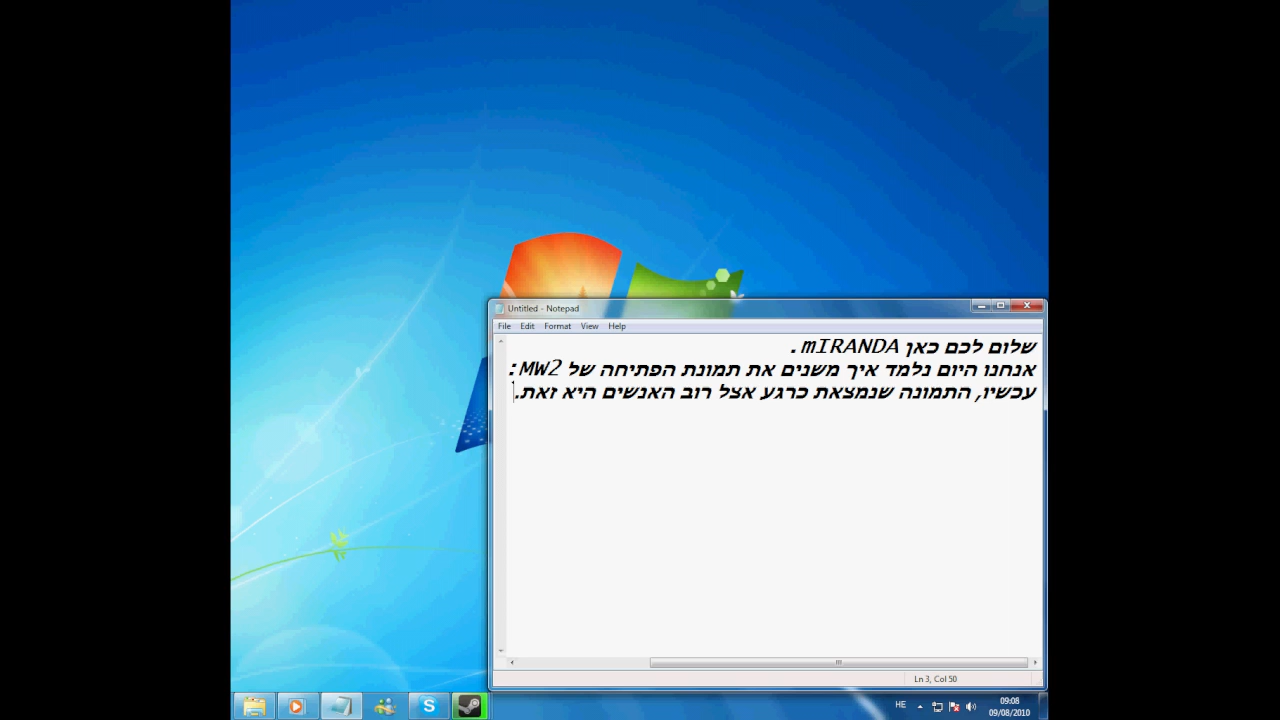 Untitled - Notepad
File Edit Format View Help
שלום לכם כאן mIRANDA.
אנחנו היום נלמד איך משנים את תמונת הפתיחה של MW2:
עכשיו, התמונה שנמצאת כרגע אצל רוב האנשים היא זאת.
Ln 3, Col 50
HE
09:08
09/08/2010